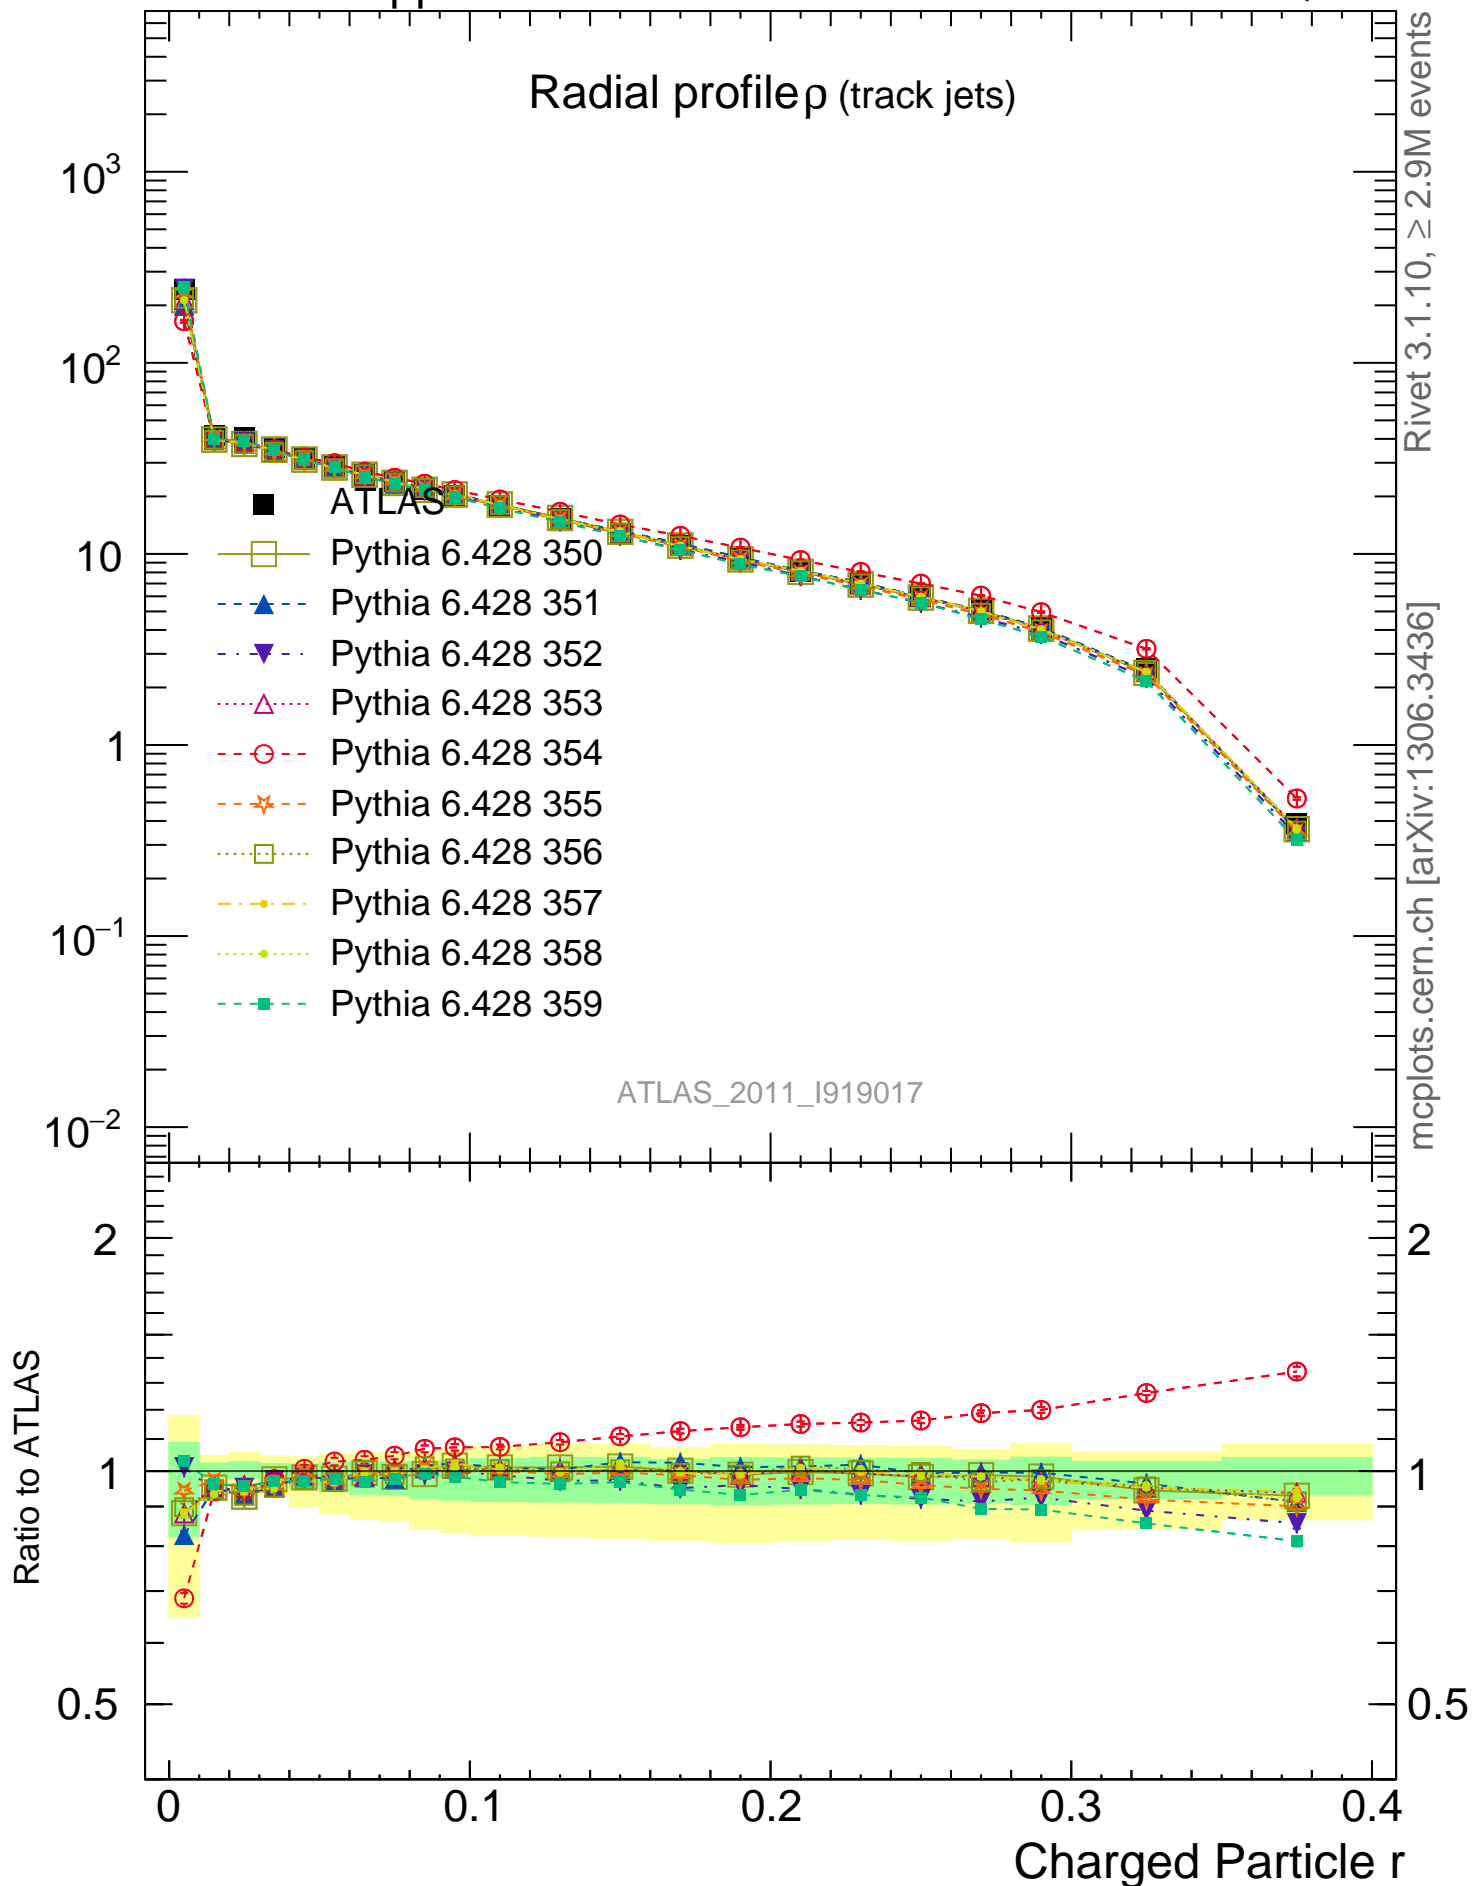 pp
Radial profile ρ (track jets)
10³
10²
10
1
10⁻¹
10⁻²
ATLAS
Pythia 6.428 350
Pythia 6.428 351
Pythia 6.428 352
Pythia 6.428 353
Pythia 6.428 354
Pythia 6.428 355
Pythia 6.428 356
Pythia 6.428 357
Pythia 6.428 358
Pythia 6.428 359
ATLAS_2011_I919017
Rivet 3.1.10, ≥ 2.9M events
mcplots.cern.ch [arXiv:1306.3436]
Ratio to ATLAS
2
1
0.5
2
1
0.5
0
0.1
0.2
0.3
0.4
Charged Particle r